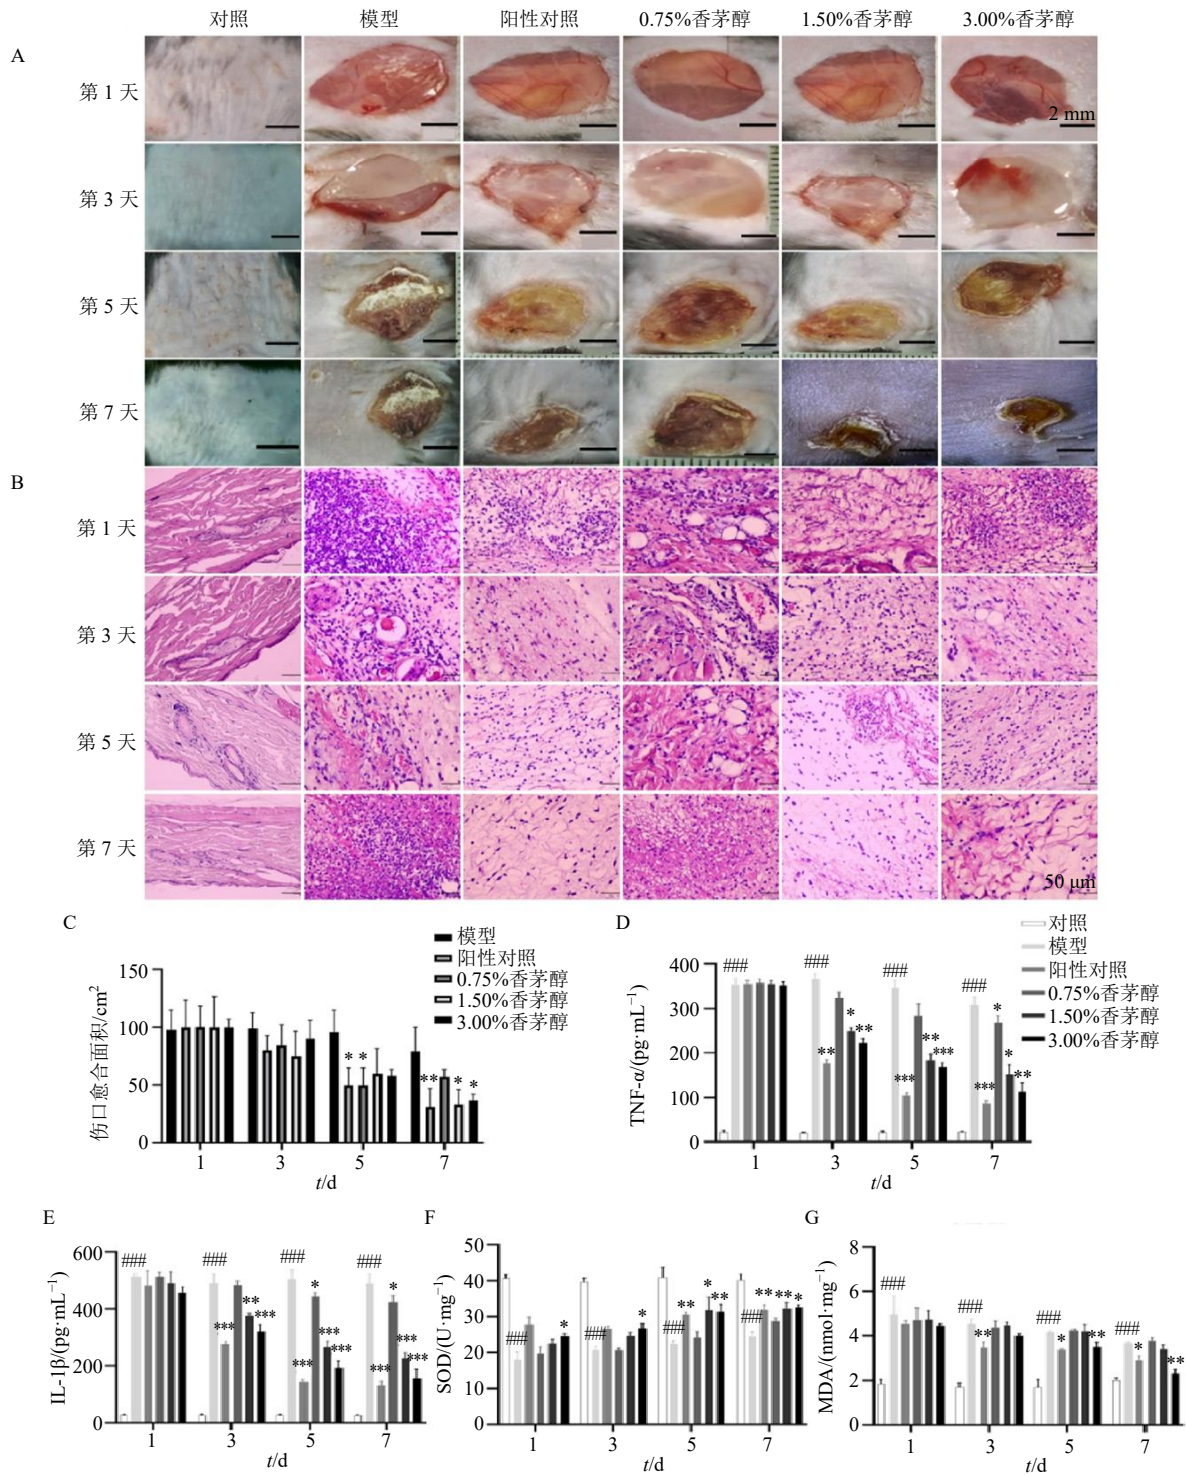 对照 模型 阳性对照 0.75%香茅醇 1.50%香茅醇 3.00%香茅醇
A
第 1 天
2 mm
第 3 天
第 5 天
第 7 天
B
第 1 天
第 3 天
第 5 天
第 7 天
50 μm
C
模型
阳性对照
0.75%香茅醇
1.50%香茅醇
3.00%香茅醇
伤口愈合面积/cm²
150
100
50
0
* *
** * *
1 3 5 7
t/d
D
对照
模型
阳性对照
0.75%香茅醇
1.50%香茅醇
3.00%香茅醇
TNF-α/(pg·mL⁻¹)
400
300
200
100
0
### ### ### ###
** * **
*** ** ***
*** * * **
1 3 5 7
t/d
E
IL-1β/(pg·mL⁻¹)
600
400
200
0
### ### ### ###
*** ** ***
*** * *** ***
*** * *** ***
1 3 5 7
t/d
F
SOD/(U·mg⁻¹)
50
40
30
20
10
0
### ### ### ###
*
*
** * **
** ** *
1 3 5 7
t/d
G
MDA/(nmol·mg⁻¹)
8
6
4
2
0
### ### ### ###
**
* **
* **
1 3 5 7
t/d